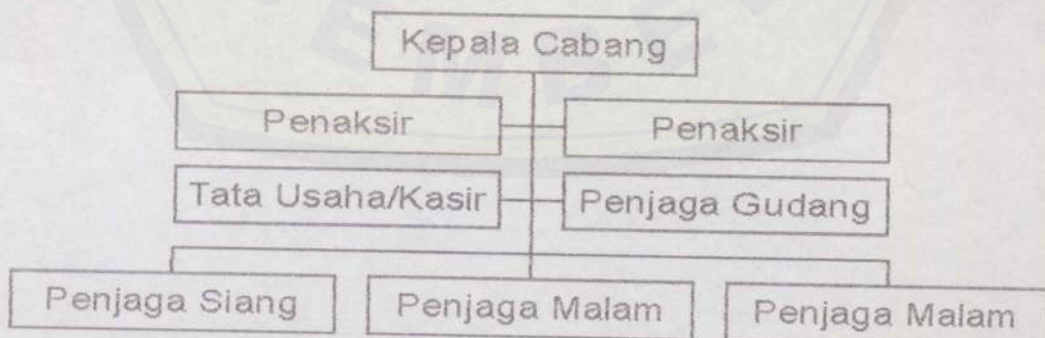 Kepala Cabang
Penaksir
Penaksir
Tata Usaha/Kasir
Penjaga Gudang
Penjaga Siang
Penjaga Malam
Penjaga Malam